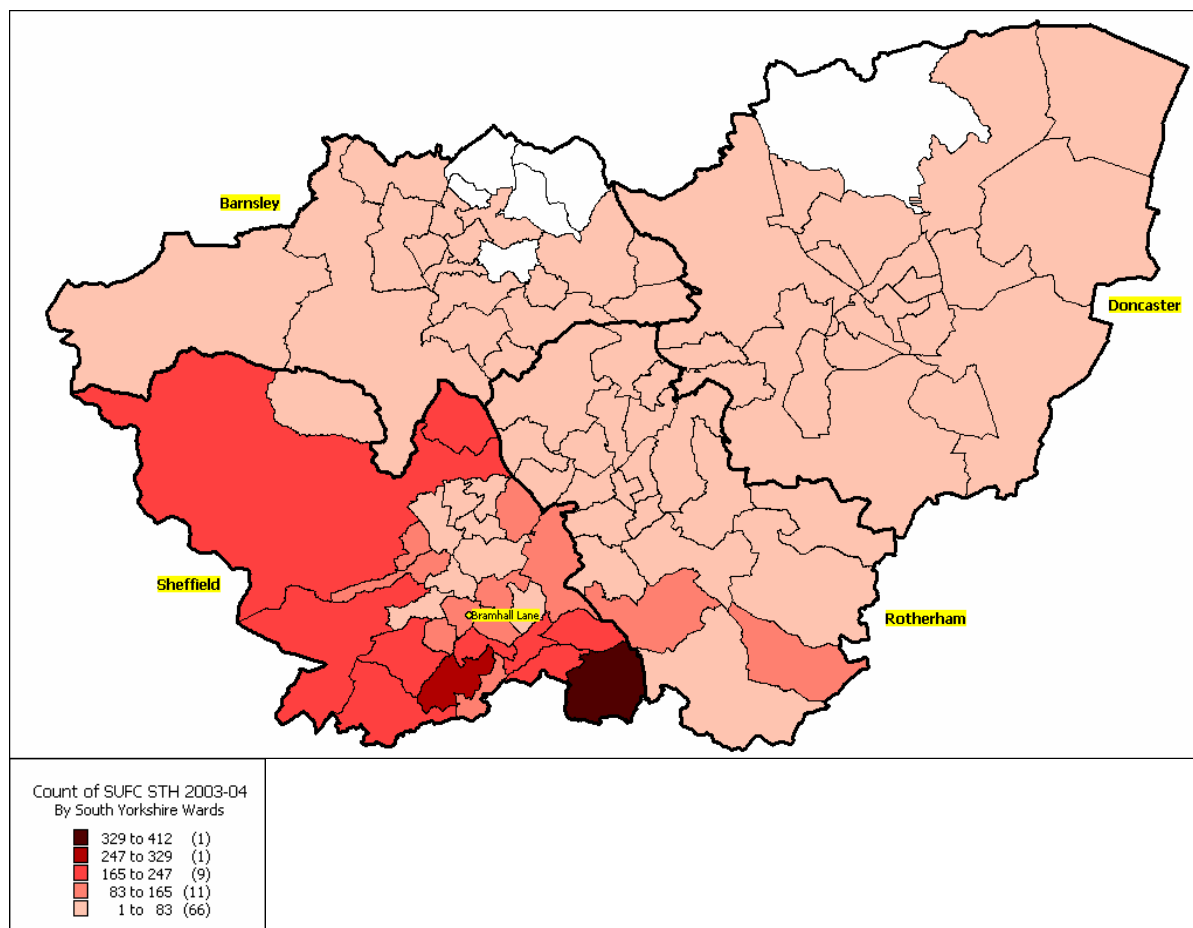 Barnsley
Doncaster
Sheffield
Bramhall Lane
Rotherham
Count of SUFC STH 2003-04
By South Yorkshire Wards
329 to 412 (1)
247 to 329 (1)
165 to 247 (9)
83 to 165 (11)
1 to 83 (66)